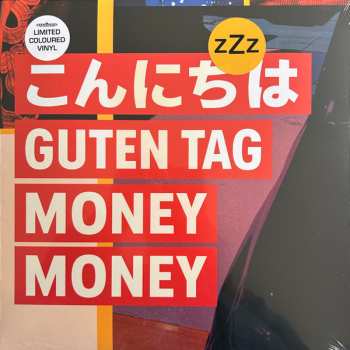 LIMITED
COLOURED
VINYL
zZz
こんにちは
GUTEN TAG
MONEY
MONEY